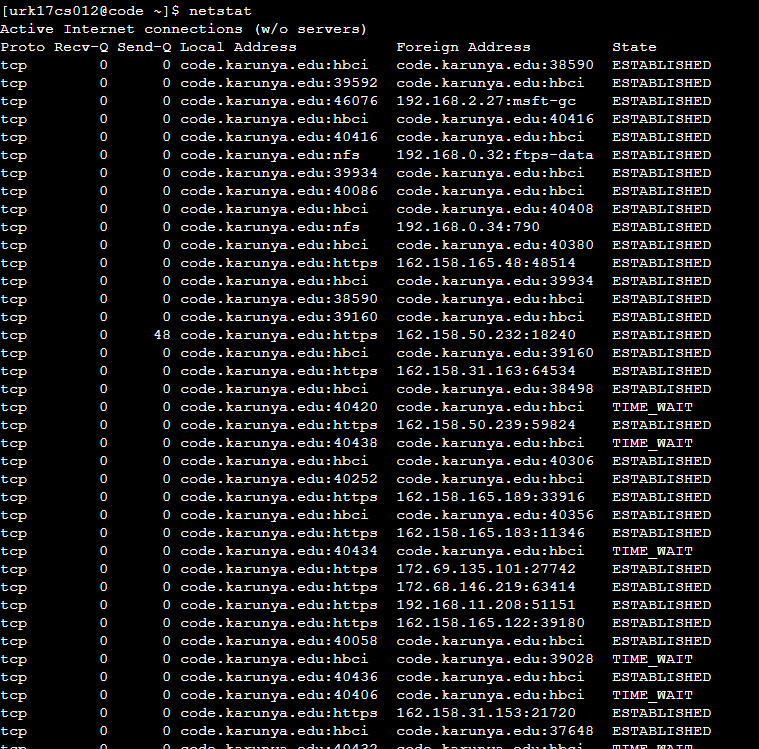 [urk17cs012@code ~]$ netstat
Active Internet connections (w/o servers)
Proto Recv-Q Send-Q Local Address           Foreign Address         State
tcp        0      0 code.karunya.edu:hbci   code.karunya.edu:38590  ESTABLISHED
tcp        0      0 code.karunya.edu:39592  code.karunya.edu:hbci   ESTABLISHED
tcp        0      0 code.karunya.edu:46076  192.168.2.27:msft-gc    ESTABLISHED
tcp        0      0 code.karunya.edu:hbci   code.karunya.edu:40416  ESTABLISHED
tcp        0      0 code.karunya.edu:40416  code.karunya.edu:hbci   ESTABLISHED
tcp        0      0 code.karunya.edu:nfs    192.168.0.32:ftps-data  ESTABLISHED
tcp        0      0 code.karunya.edu:39934  code.karunya.edu:hbci   ESTABLISHED
tcp        0      0 code.karunya.edu:40086  code.karunya.edu:hbci   ESTABLISHED
tcp        0      0 code.karunya.edu:hbci   code.karunya.edu:40408  ESTABLISHED
tcp        0      0 code.karunya.edu:nfs    192.168.0.34:790        ESTABLISHED
tcp        0      0 code.karunya.edu:hbci   code.karunya.edu:40380  ESTABLISHED
tcp        0      0 code.karunya.edu:https  162.158.165.48:48514    ESTABLISHED
tcp        0      0 code.karunya.edu:hbci   code.karunya.edu:39934  ESTABLISHED
tcp        0      0 code.karunya.edu:38590  code.karunya.edu:hbci   ESTABLISHED
tcp        0      0 code.karunya.edu:39160  code.karunya.edu:hbci   ESTABLISHED
tcp        0     48 code.karunya.edu:https  162.158.50.232:18240    ESTABLISHED
tcp        0      0 code.karunya.edu:hbci   code.karunya.edu:39160  ESTABLISHED
tcp        0      0 code.karunya.edu:https  162.158.31.163:64534    ESTABLISHED
tcp        0      0 code.karunya.edu:hbci   code.karunya.edu:38498  ESTABLISHED
tcp        0      0 code.karunya.edu:40420  code.karunya.edu:hbci   TIME_WAIT
tcp        0      0 code.karunya.edu:https  162.158.50.239:59824    ESTABLISHED
tcp        0      0 code.karunya.edu:40438  code.karunya.edu:hbci   TIME_WAIT
tcp        0      0 code.karunya.edu:hbci   code.karunya.edu:40306  ESTABLISHED
tcp        0      0 code.karunya.edu:40252  code.karunya.edu:hbci   ESTABLISHED
tcp        0      0 code.karunya.edu:https  162.158.165.189:33916   ESTABLISHED
tcp        0      0 code.karunya.edu:hbci   code.karunya.edu:40356  ESTABLISHED
tcp        0      0 code.karunya.edu:https  162.158.165.183:11346   ESTABLISHED
tcp        0      0 code.karunya.edu:40434  code.karunya.edu:hbci   TIME_WAIT
tcp        0      0 code.karunya.edu:https  172.69.135.101:27742    ESTABLISHED
tcp        0      0 code.karunya.edu:https  172.68.146.219:63414    ESTABLISHED
tcp        0      0 code.karunya.edu:https  192.168.11.208:51151    ESTABLISHED
tcp        0      0 code.karunya.edu:https  162.158.165.122:39180   ESTABLISHED
tcp        0      0 code.karunya.edu:40058  code.karunya.edu:hbci   ESTABLISHED
tcp        0      0 code.karunya.edu:hbci   code.karunya.edu:39028  TIME_WAIT
tcp        0      0 code.karunya.edu:40436  code.karunya.edu:hbci   ESTABLISHED
tcp        0      0 code.karunya.edu:40406  code.karunya.edu:hbci   TIME_WAIT
tcp        0      0 code.karunya.edu:https  162.158.31.153:21720    ESTABLISHED
tcp        0      0 code.karunya.edu:hbci   code.karunya.edu:37648  ESTABLISHED
tcp        0      0 code.karunya.edu:40432  code.karunya.edu:hbci   TIME_WAIT